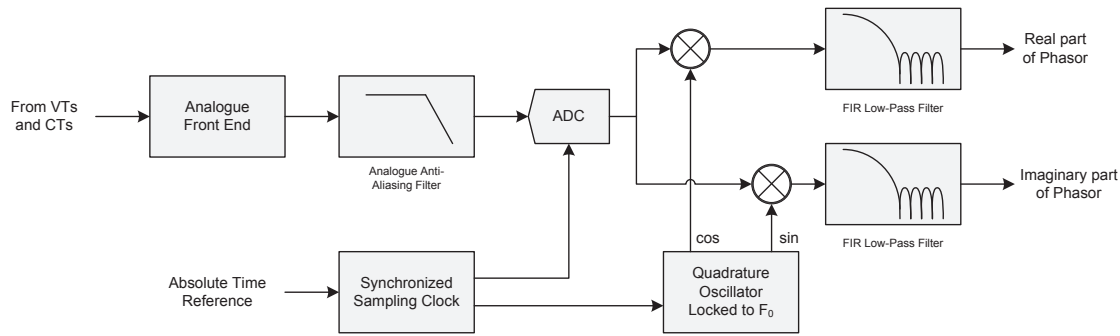 Real part
of Phasor
FIR Low-Pass Filter
From VTs
and CTs
Analogue
Front End
Analogue Anti-
Aliasing Filter
ADC
Imaginary part
of Phasor
FIR Low-Pass Filter
cos
sin
Absolute Time
Reference
Synchronized
Sampling Clock
Quadrature
Oscillator
Locked to F₀